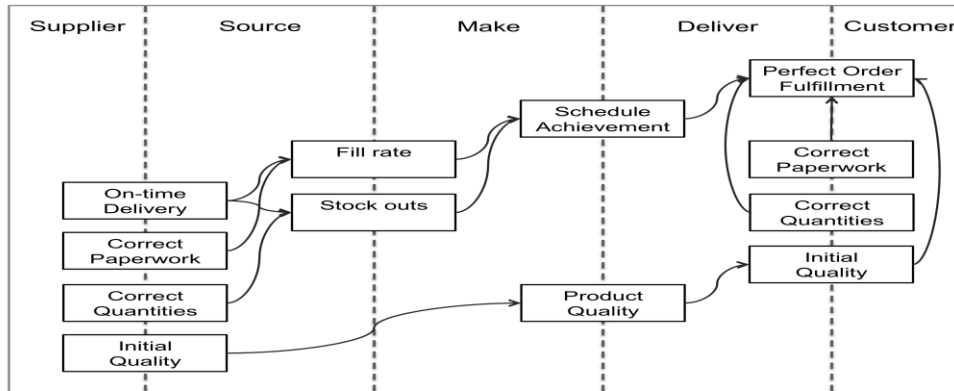 Supplier
Source
Make
Deliver
Customer
Perfect Order
Fulfillment
Schedule
Achievement
Fill rate
Correct
Paperwork
On-time
Delivery
Stock outs
Correct
Quantities
Correct
Paperwork
Initial
Quality
Correct
Quantities
Product
Quality
Initial
Quality